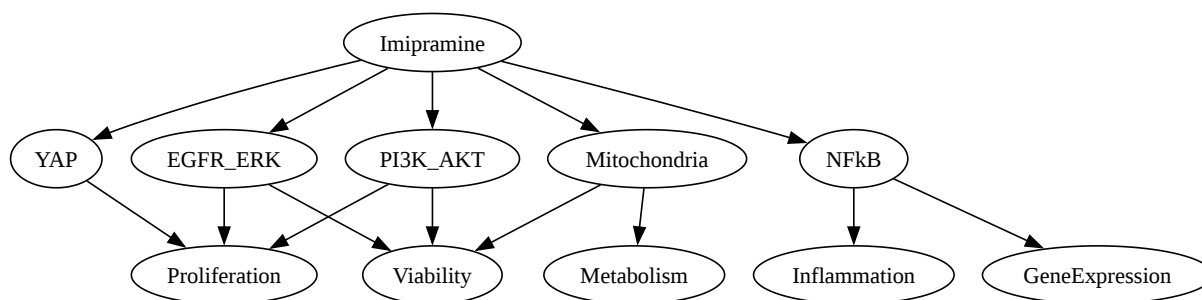 Imipramine
YAP
EGFR_ERK
PI3K_AKT
Mitochondria
NFkB
Proliferation
Viability
Metabolism
Inflammation
GeneExpression